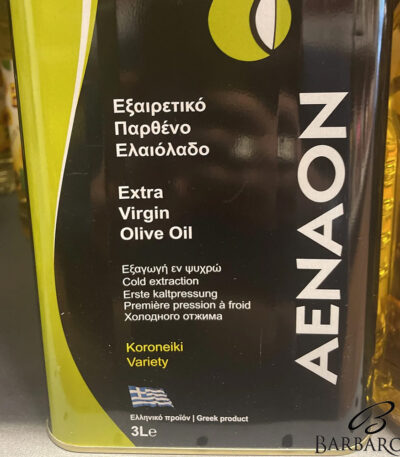 Εξαιρετικό
Παρθένο
Ελαιόλαδο
Extra
Virgin
Olive Oil
Εξαγωγή εν ψυχρώ
Cold extraction
Erste kaltpressung
Première pression à froid
Холодного отжима
Koroneiki
Variety
Ελληνικό προϊόν | Greek product
3Le
AENAON
B
BARBARO